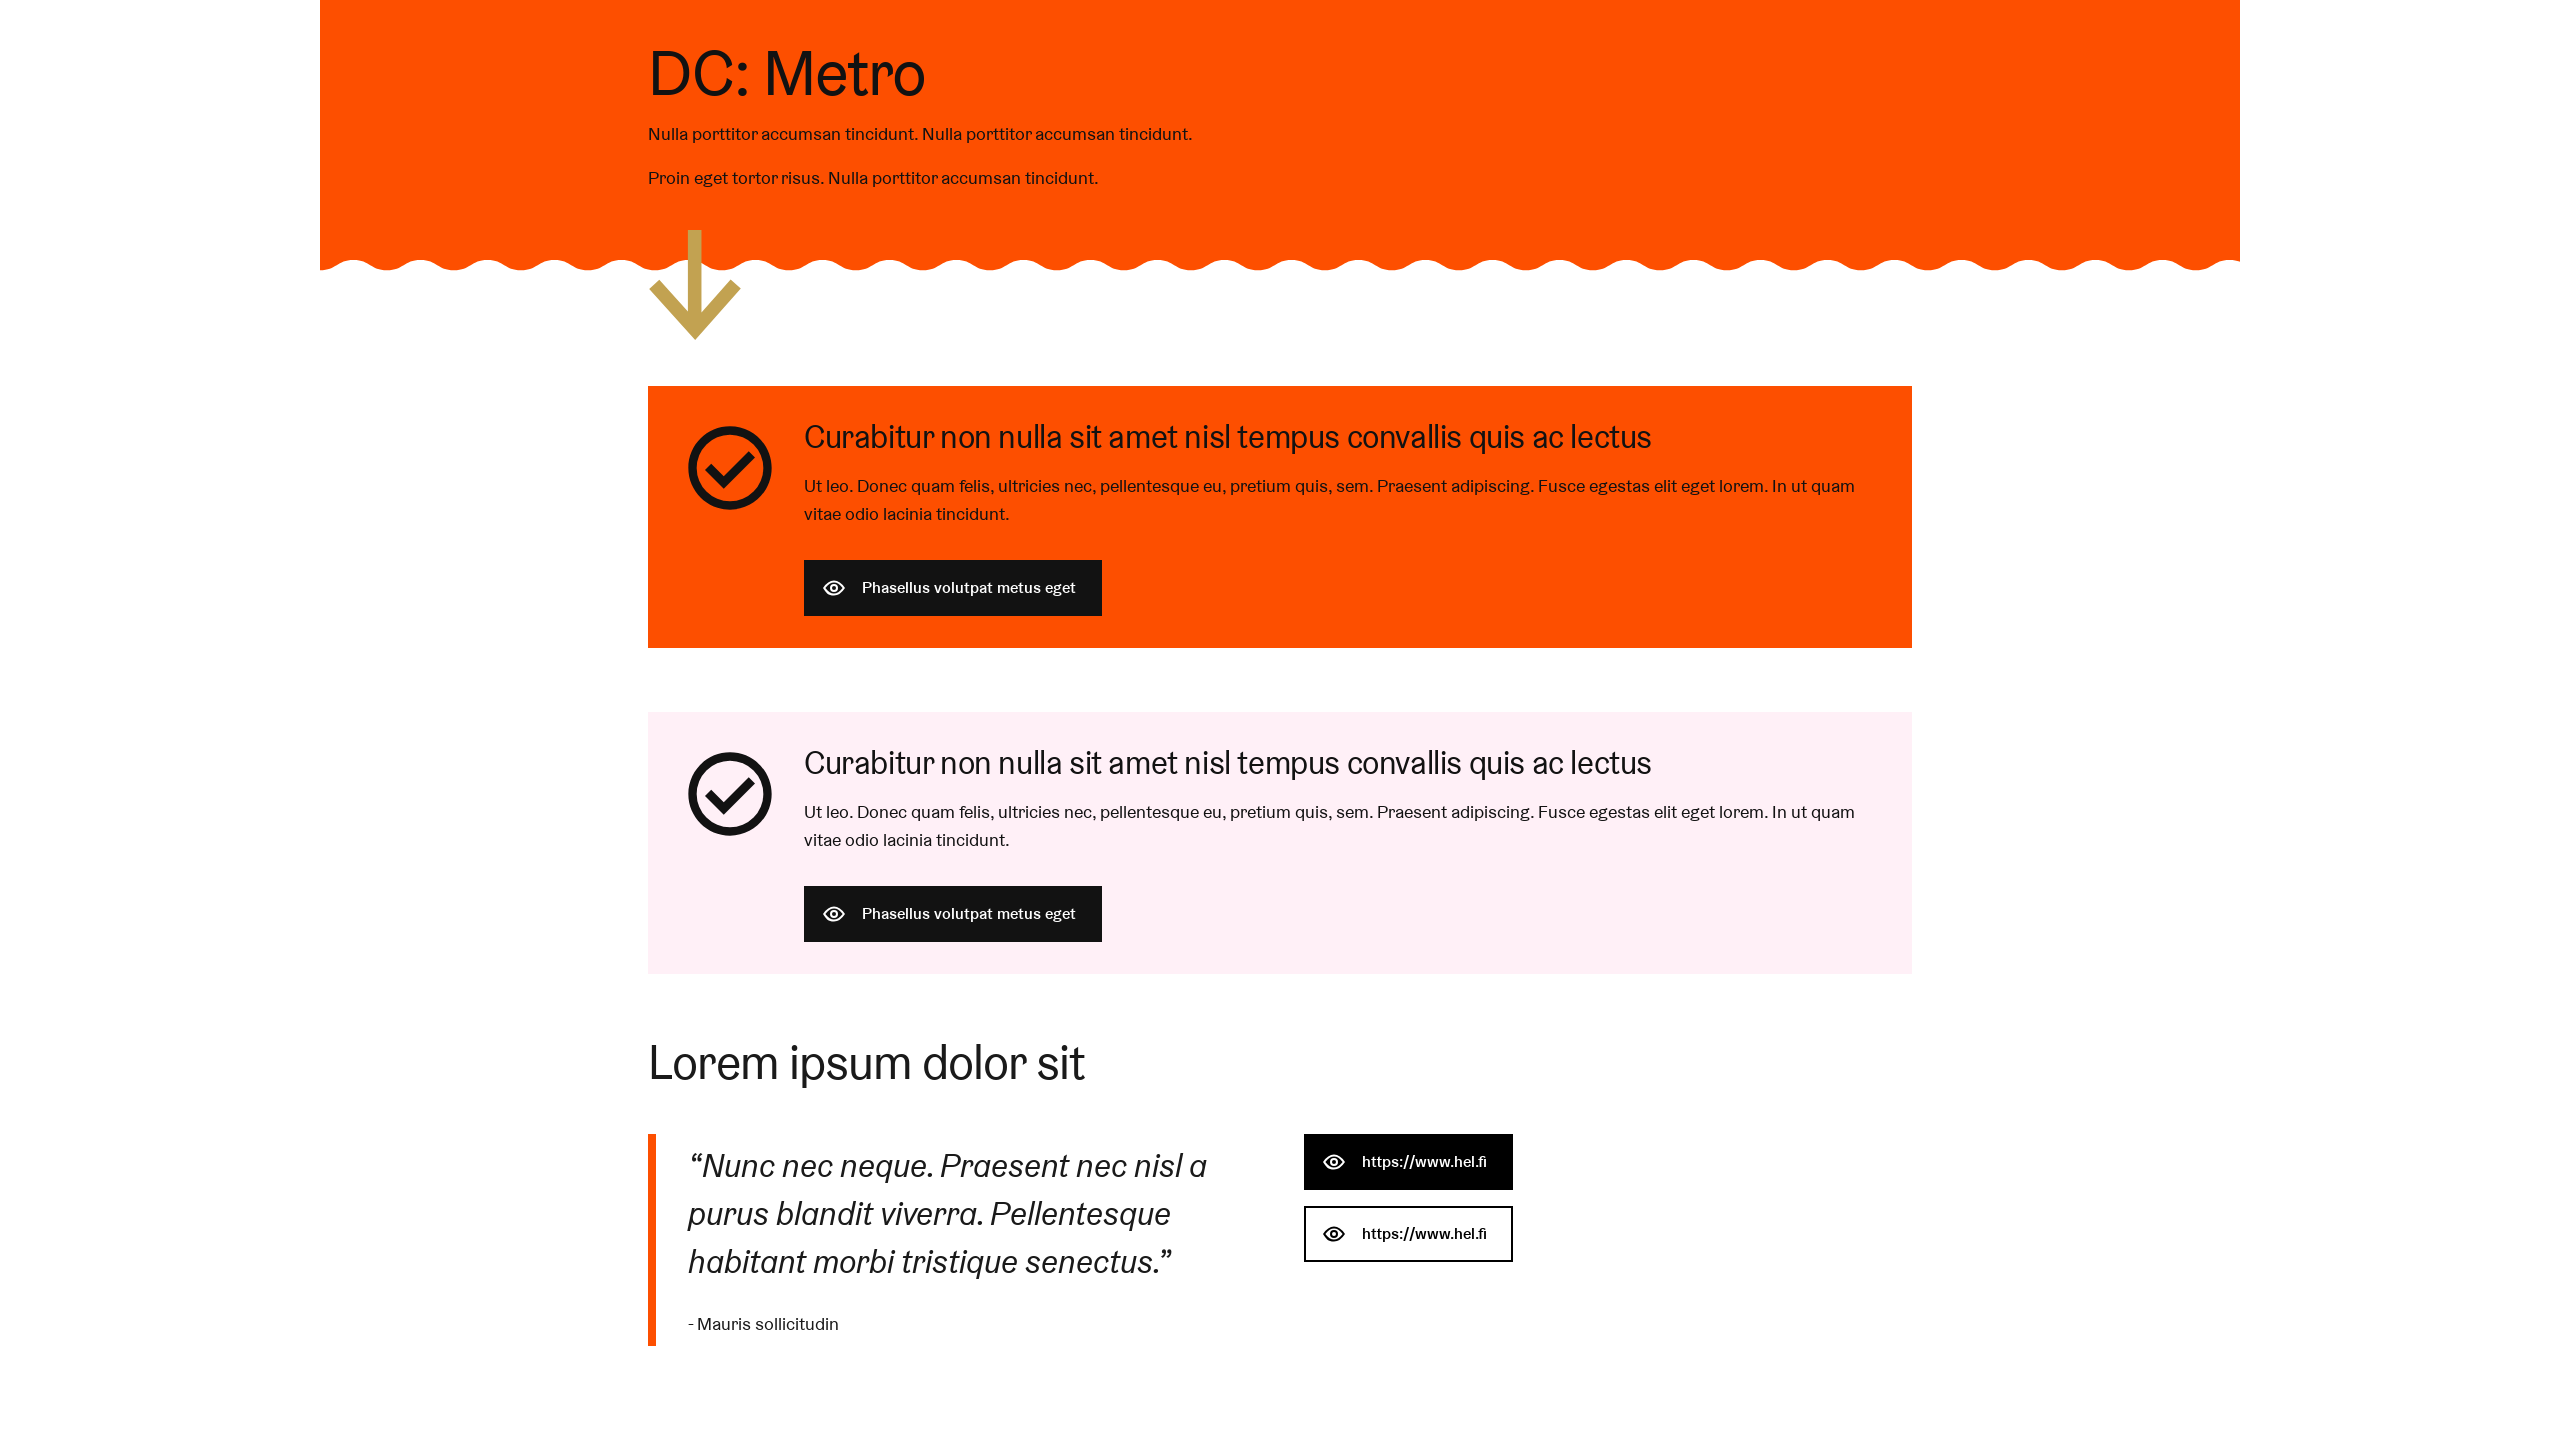 DC: Metro
Nulla porttitor accumsan tincidunt. Nulla porttitor accumsan tincidunt.
Proin eget tortor risus. Nulla porttitor accumsan tincidunt.
Curabitur non nulla sit amet nisl tempus convallis quis ac lectus
Ut leo. Donec quam felis, ultricies nec, pellentesque eu, pretium quis, sem. Praesent adipiscing. Fusce egestas elit eget lorem. In ut quam
vitae odio lacinia tincidunt.
Phasellus volutpat metus eget
Curabitur non nulla sit amet nisl tempus convallis quis ac lectus
Ut leo. Donec quam felis, ultricies nec, pellentesque eu, pretium quis, sem. Praesent adipiscing. Fusce egestas elit eget lorem. In ut quam
vitae odio lacinia tincidunt.
Phasellus volutpat metus eget
Lorem ipsum dolor sit
“Nunc nec neque. Praesent nec nisl a
purus blandit viverra. Pellentesque
habitant morbi tristique senectus.”
- Mauris sollicitudin
https://www.hel.fi
https://www.hel.fi